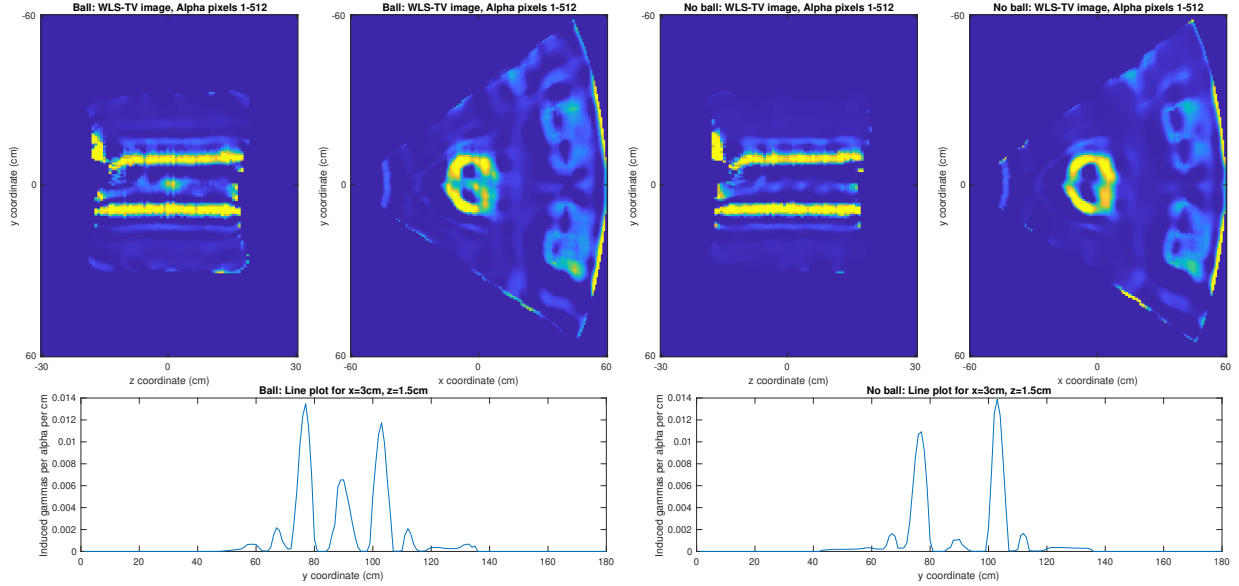 Ball: WLS-TV image, Alpha pixels 1-512
-60
0
60
y coordinate (cm)
-30
0
30
z coordinate (cm)
Ball: WLS-TV image, Alpha pixels 1-512
-60
0
60
y coordinate (cm)
-60
0
60
x coordinate (cm)
No ball: WLS-TV image, Alpha pixels 1-512
-60
0
60
y coordinate (cm)
-30
0
30
z coordinate (cm)
No ball: WLS-TV image, Alpha pixels 1-512
-60
0
60
y coordinate (cm)
-60
0
60
x coordinate (cm)
Ball: Line plot for x=3cm, z=1.5cm
Induced gammas per alpha per cm
0.014
0.012
0.01
0.008
0.006
0.004
0.002
0
0 20 40 60 80 100 120 140 160 180
y coordinate (cm)
No ball: Line plot for x=3cm, z=1.5cm
Induced gammas per alpha per cm
0.014
0.012
0.01
0.008
0.006
0.004
0.002
0
0 20 40 60 80 100 120 140 160 180
y coordinate (cm)